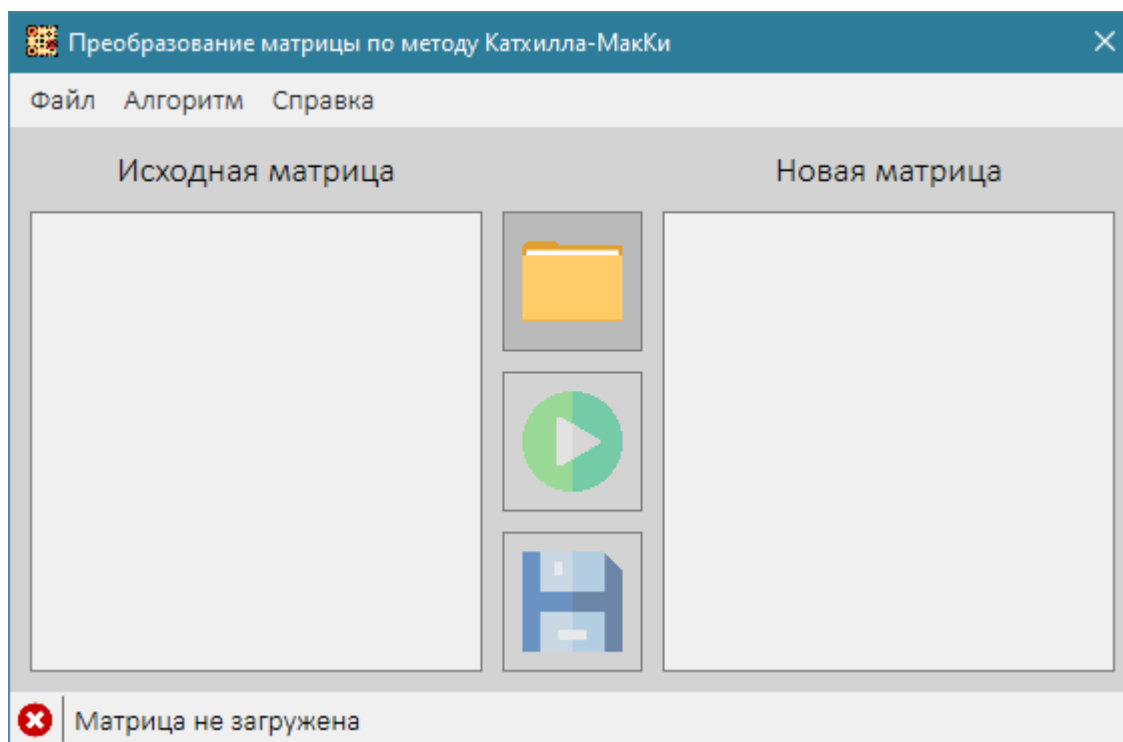 Преобразование матрицы по методу Катхилла-МакКи
Файл Алгоритм Справка
Исходная матрица
Новая матрица
Матрица не загружена